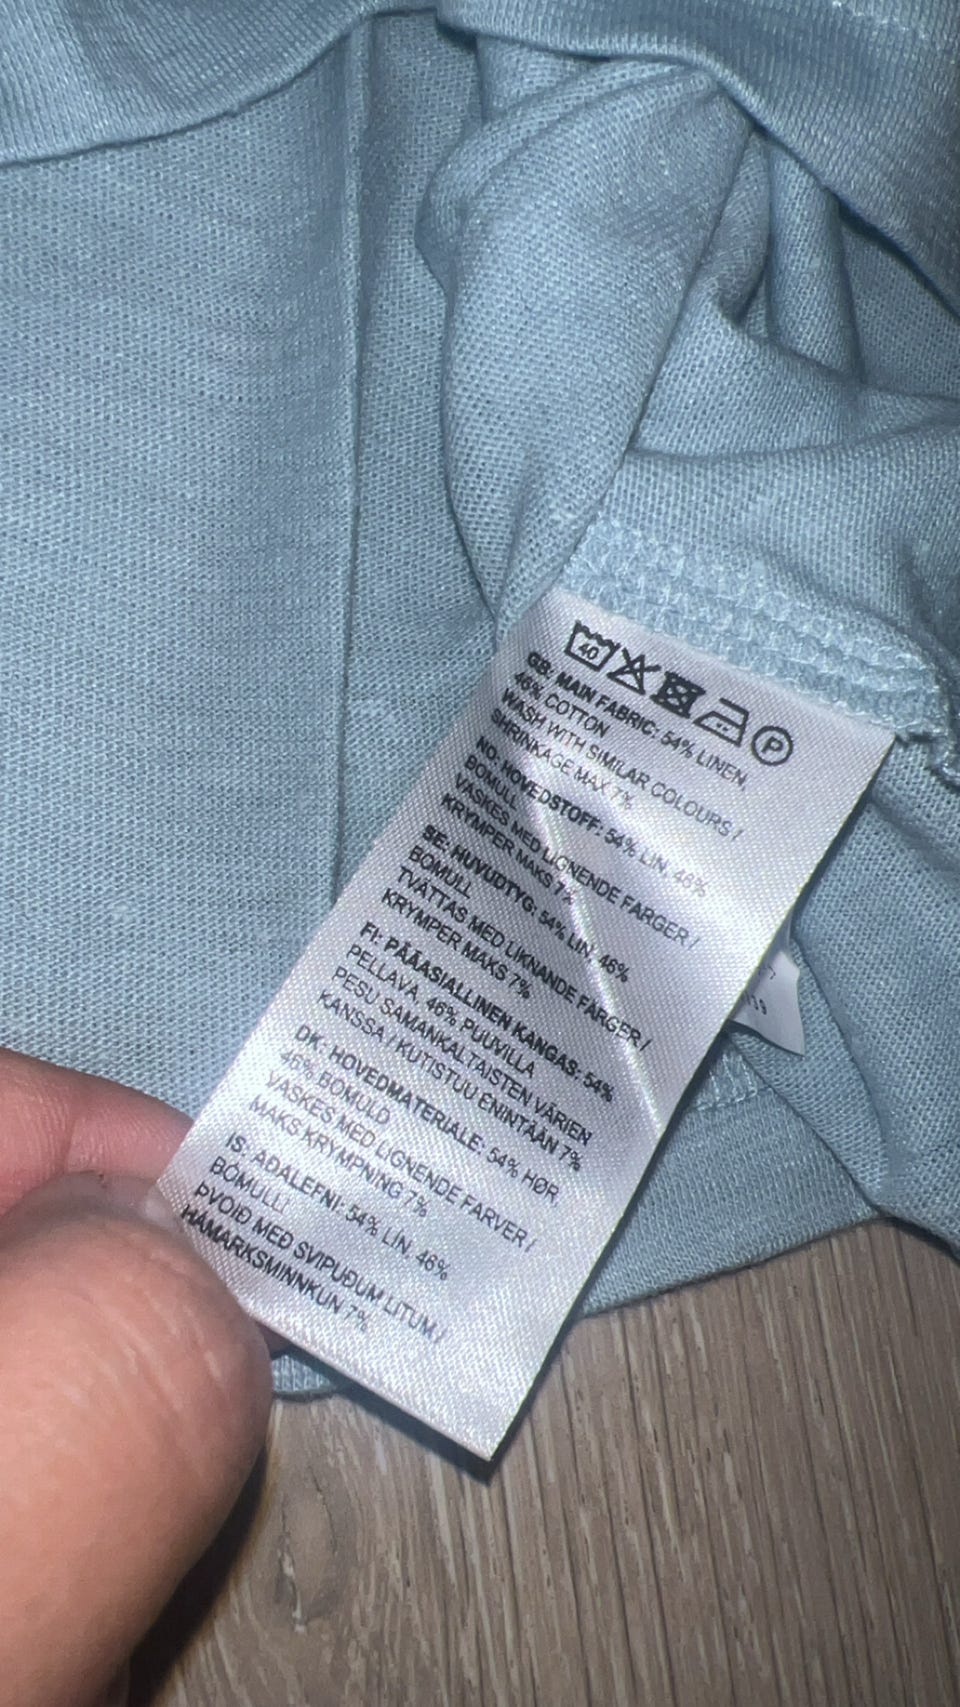 40 P
GB: MAIN FABRIC: 54% LINEN,
46% COTTON
WASH WITH SIMILAR COLOURS /
SHRINKAGE MAX 7%
NO: HOVEDSTOFF: 54% LIN, 46%
BOMULL
VASKES MED LIGNENDE FARGER /
KRYMPER MAKS 7%
SE: HUVUDTYG: 54% LIN, 46%
BOMULL
TVÄTTAS MED LIKNANDE FÄRGER /
KRYMPER MAKS 7%
FI: PÄÄASIALLINEN KANGAS: 54%
PELLAVA, 46% PUUVILLA
PESU SAMANKALTAISTEN VÄRIEN
KANSSA / KUTISTUU ENINTÄÄN 7%
DK: HOVEDMATERIALE: 54% HØR,
46% BOMULD
VASKES MED LIGNENDE FARVER /
MAKS KRYMPNING 7%
IS: AÐALEFNI: 54% LÍN, 46%
BÓMULL
ÞVOIÐ MEÐ SVIPUÐUM LITUM /
HÁMARKSMINNKUN 7%